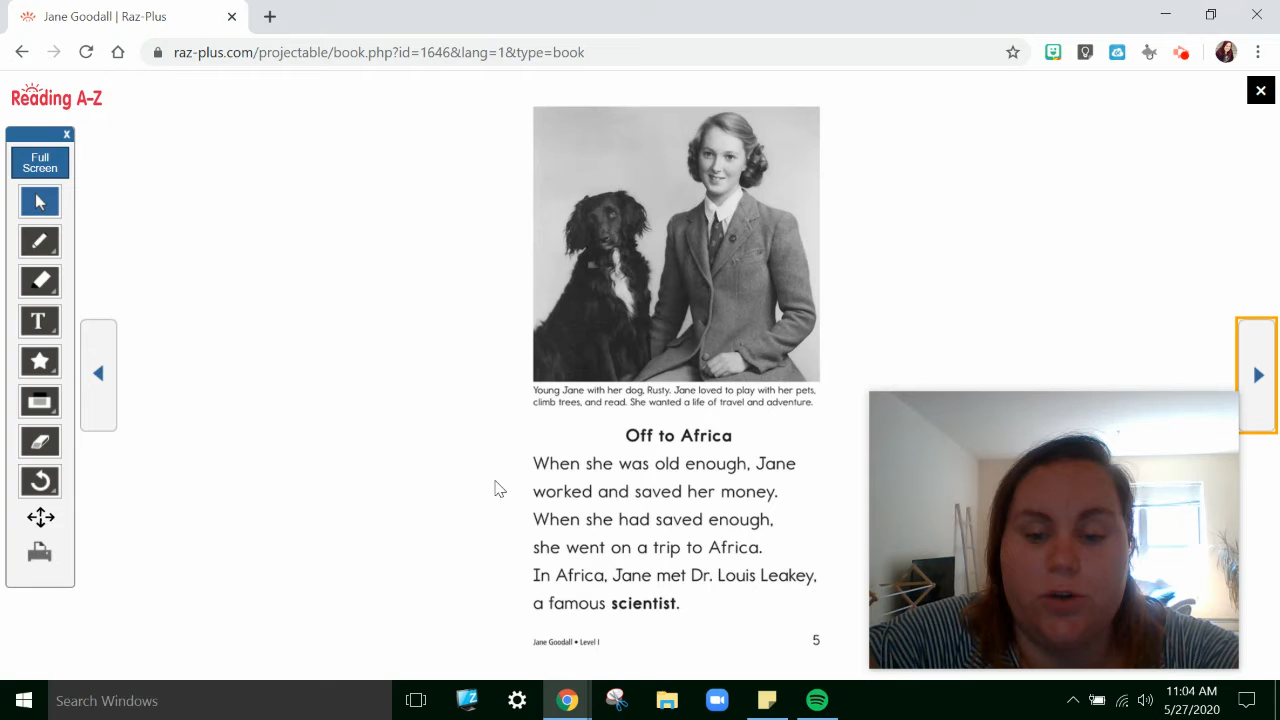 Jane Goodall | Raz-Plus
raz-plus.com/projectable/book.php?id=1646&lang=1&type=book
Reading A-Z
x
Full
Screen
T
Young Jane with her dog, Rusty. Jane loved to play with her pets,
climb trees, and read. She wanted a life of travel and adventure.
Off to Africa
When she was old enough, Jane
worked and saved her money.
When she had saved enough,
she went on a trip to Africa.
In Africa, Jane met Dr. Louis Leakey,
a famous scientist.
Jane Goodall • Level I
5
Search Windows
11:04 AM
5/27/2020